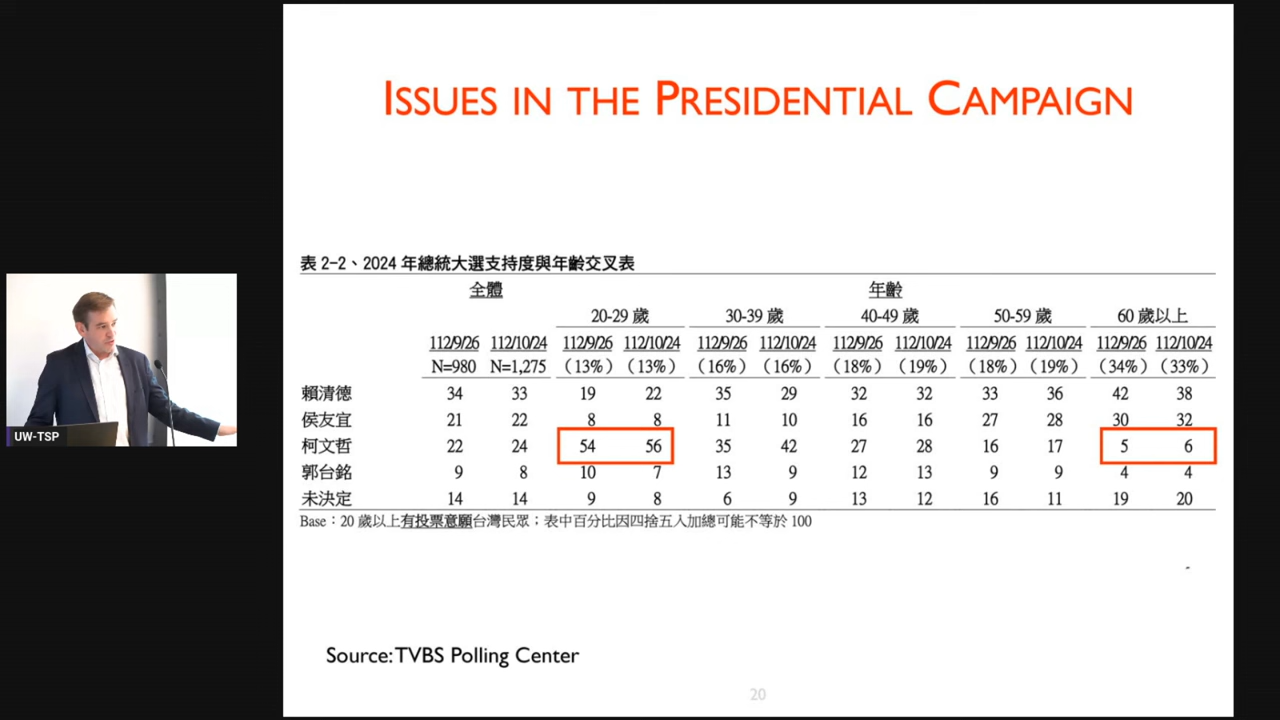 ISSUES IN THE PRESIDENTIAL CAMPAIGN
表 2-2、2024 年總統大選支持度與年齡交叉表
全體 年齡
20-29 歲 30-39 歲 40-49 歲 50-59 歲 60 歲以上
112/9/26 112/10/24 112/9/26 112/10/24 112/9/26 112/10/24 112/9/26 112/10/24 112/9/26 112/10/24 112/9/26 112/10/24
N=980 N=1,275 (13%) (13%) (16%) (16%) (18%) (19%) (18%) (19%) (34%) (33%)
賴清德 34 33 19 22 35 29 32 32 33 36 42 38
侯友宜 21 22 8 8 11 10 16 16 27 28 30 32
柯文哲 22 24 54 56 35 42 27 28 16 17 5 6
郭台銘 9 8 10 7 13 9 12 13 9 9 4 4
未決定 14 14 9 8 6 9 13 12 16 11 19 20
Base：20 歲以上有投票意願台灣民眾；表中百分比因四捨五入加總可能不等於 100
Source: TVBS Polling Center
20
UW-TSP